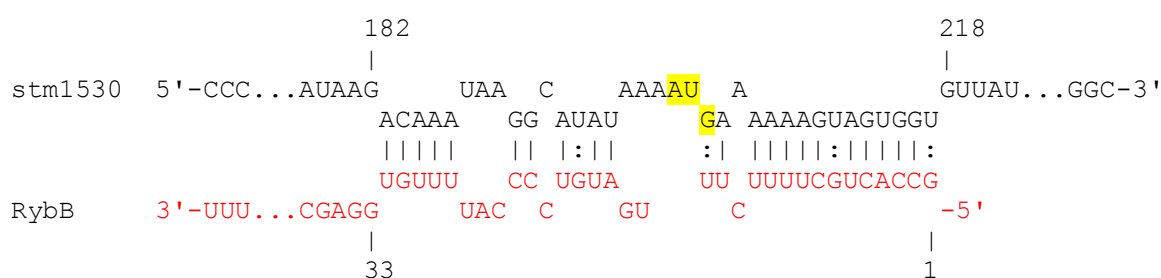 182 218
| |
stm1530 5'-CCC...AUAAG UAA C AAAAU A GUUAU...GGC-3'
ACAAA GG AUAU GA AAAAGUAGUGGU
||||| || |:|| :| |||||:|||||:
UGUUU CC UGUA UU UUUUCGUCACCG
RybB 3'-UUU...CGAGG UAC C GU C -5'
| |
33 1